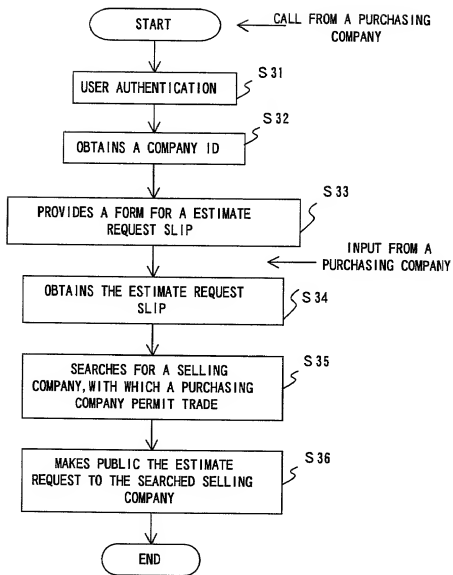 START
CALL FROM A PURCHASING
COMPANY
S31
USER AUTHENTICATION
S32
OBTAINS A COMPANY ID
S33
PROVIDES A FORM FOR A ESTIMATE
REQUEST SLIP
INPUT FROM A
PURCHASING COMPANY
OBTAINS THE ESTIMATE REQUEST
SLIP
S34
S35
SEARCHES FOR A SELLING
COMPANY, WITH WHICH A PURCHASING
COMPANY PERMIT TRADE
S36
MAKES PUBLIC THE ESTIMATE
REQUEST TO THE SEARCHED SELLING
COMPANY
END